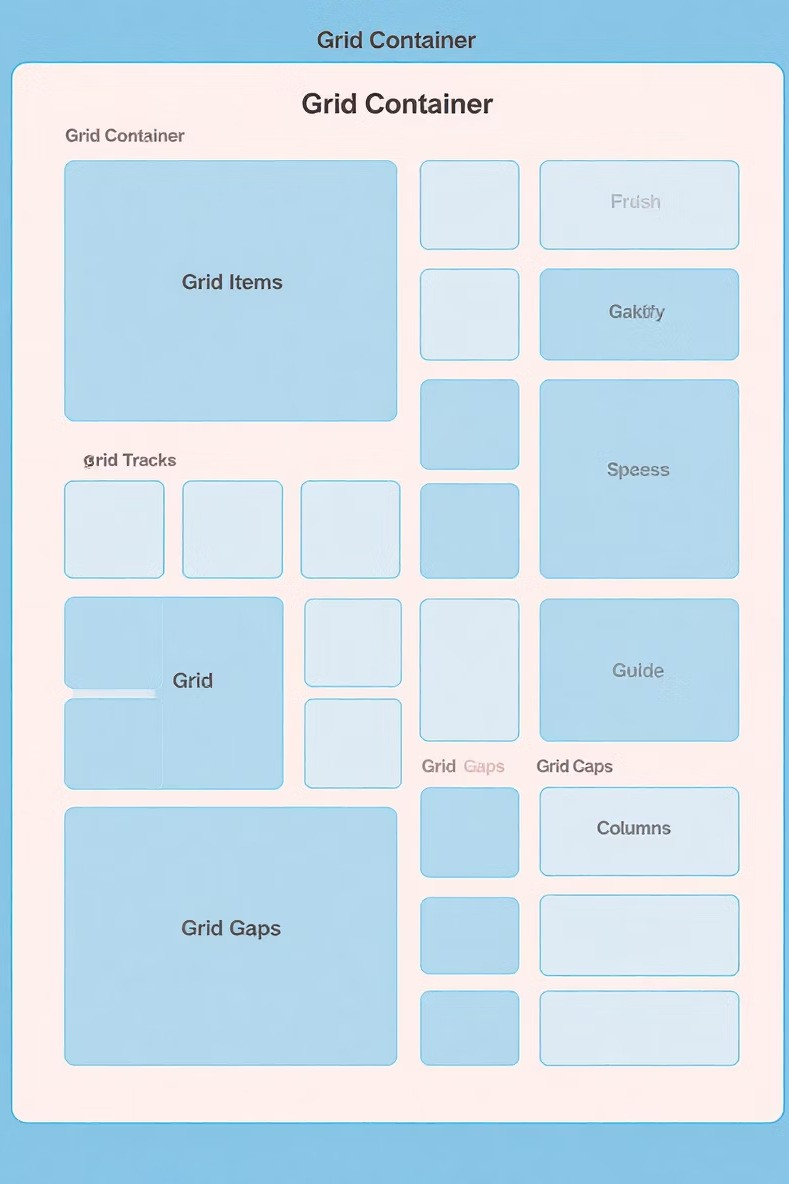 Grid Container
Grid Container
Grid Container
Frush
Grid Items
Speess
Grid Tracks
Guide
Grid
Grid Gaps
Grid Caps
Columns
Grid Gaps